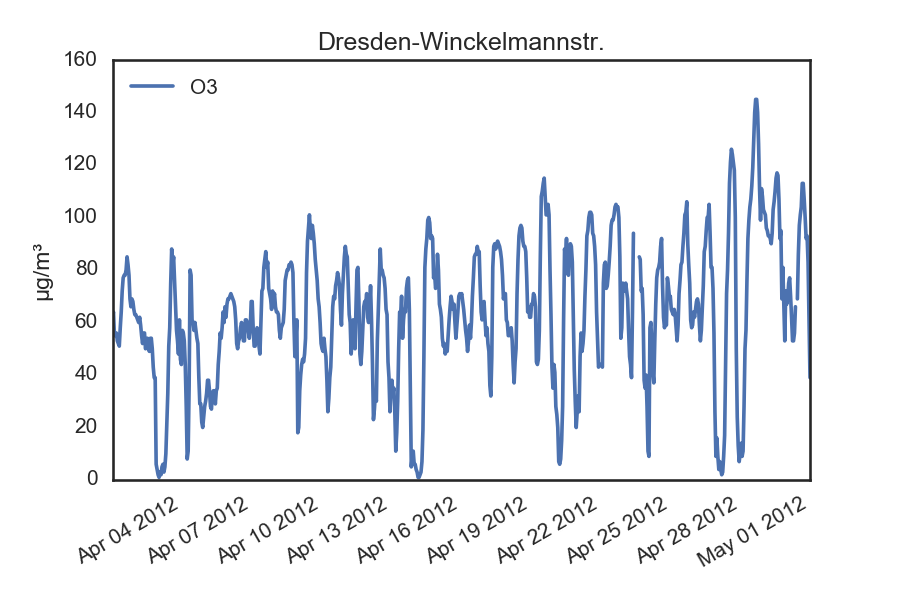 Dresden-Winckelmannstr.
O3
µg/m³
160
140
120
100
80
60
40
20
0
Apr 04 2012
Apr 07 2012
Apr 10 2012
Apr 13 2012
Apr 16 2012
Apr 19 2012
Apr 22 2012
Apr 25 2012
Apr 28 2012
May 01 2012